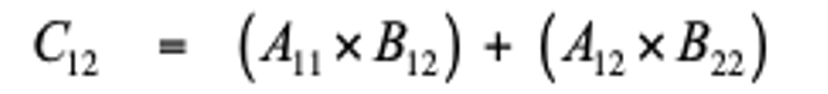 C₁₂ = (A₁₁ × B₁₂) + (A₁₂ × B₂₂)